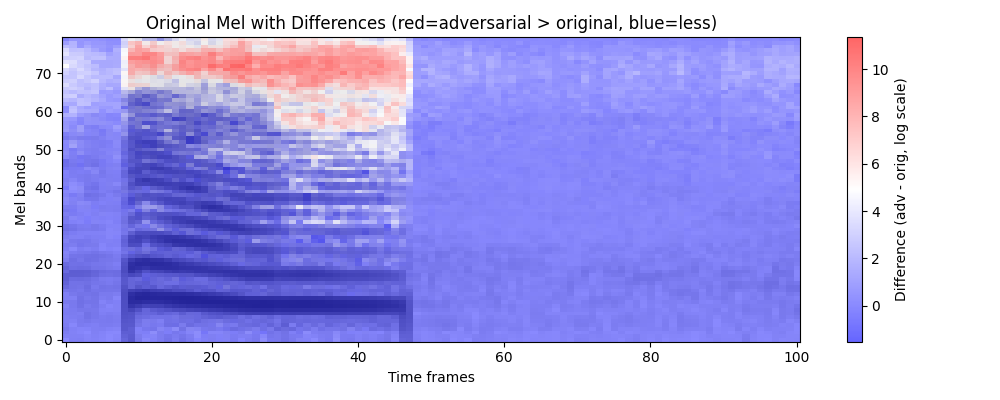 Original Mel with Differences (red=adversarial > original, blue=less)
Mel bands
70
60
50
40
30
20
10
0
0 20 40 60 80 100
Time frames
10
8
6
4
2
0
Difference (adv - orig, log scale)